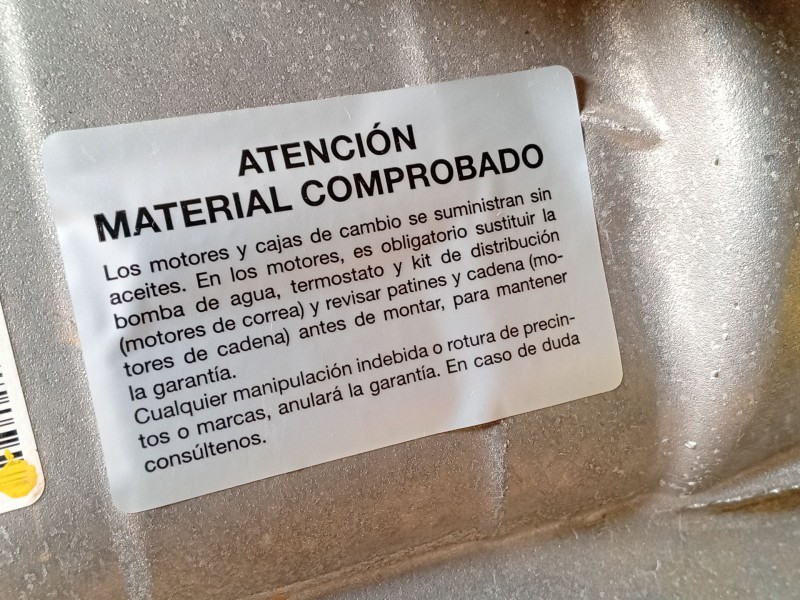 ATENCIÓN
MATERIAL COMPROBADO
Los motores y cajas de cambio se suministran sin
aceites. En los motores, es obligatorio sustituir la
bomba de agua, termostato y kit de distribución
(motores de correa) y revisar patines y cadena (mo-
tores de cadena) antes de montar, para mantener
la garantía.
Cualquier manipulación indebida o rotura de precin-
tos o marcas, anulará la garantía. En caso de duda
consúltenos.